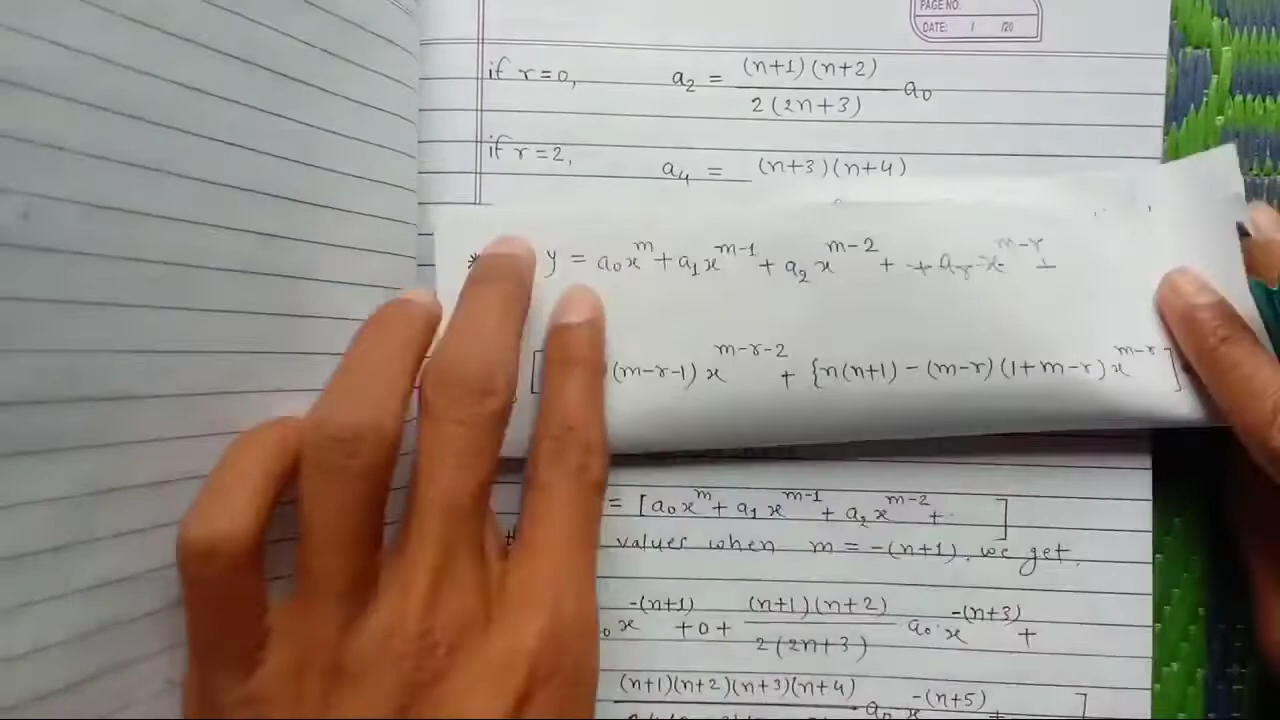 PAGE NO.
DATE: / /20
if r=0, a₂ = (n+1)(n+2) / 2(2n+3) a₀
if r=2, a₄ = (n+3)(n+4)
y = a₀x^m + a₁x^(m-1) + a₂x^(m-2) + + aᵣ x^(m-r) +
[ (m-r-1) x^(m-r-2) + {n(n+1) - (m-r)(1+m-r) x^(m-r) ]
= [a₀x^m + a₁x^(m-1) + a₂x^(m-2) + ]
values when m = -(n+1), we get
₀ x^(-(n+1)) + 0 + (n+1)(n+2) / 2(2n+3) a₀ . x^(-(n+3)) +
(n+1)(n+2)(n+3)(n+4) a₀ x^(-(n+5)) ]